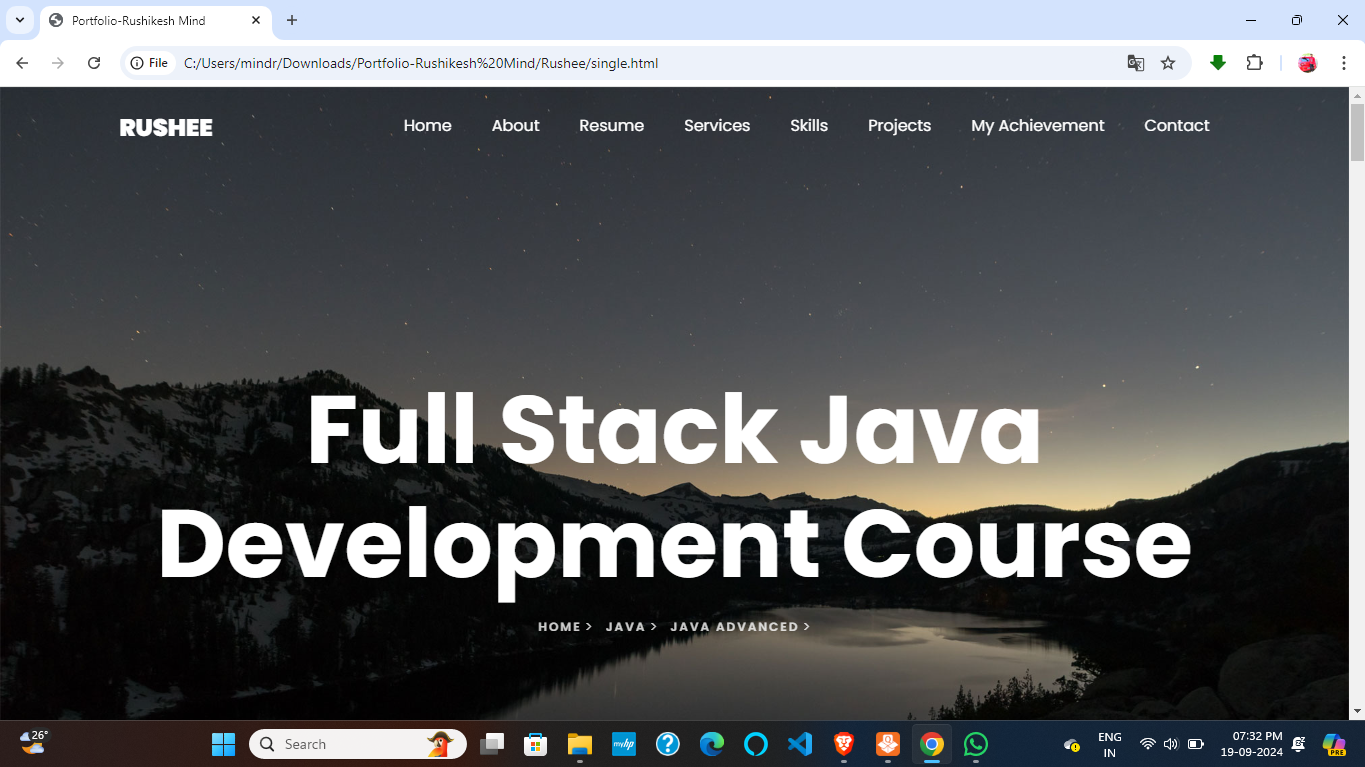 Portfolio-Rushikesh Mind
File C:/Users/mindr/Downloads/Portfolio-Rushikesh%20Mind/Rushee/single.html
RUSHEE Home About Resume Services Skills Projects My Achievement Contact
Full Stack Java
Development Course
HOME > JAVA > JAVA ADVANCED >
26°
Search
myhp
ENG
IN
07:32 PM
19-09-2024
PRE